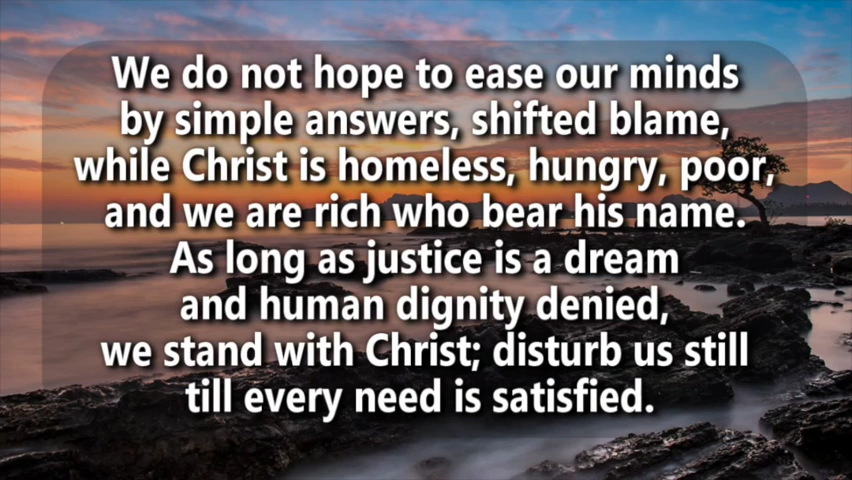 We do not hope to ease our minds
by simple answers, shifted blame,
while Christ is homeless, hungry, poor,
and we are rich who bear his name.
As long as justice is a dream
and human dignity denied,
we stand with Christ; disturb us still
till every need is satisfied.